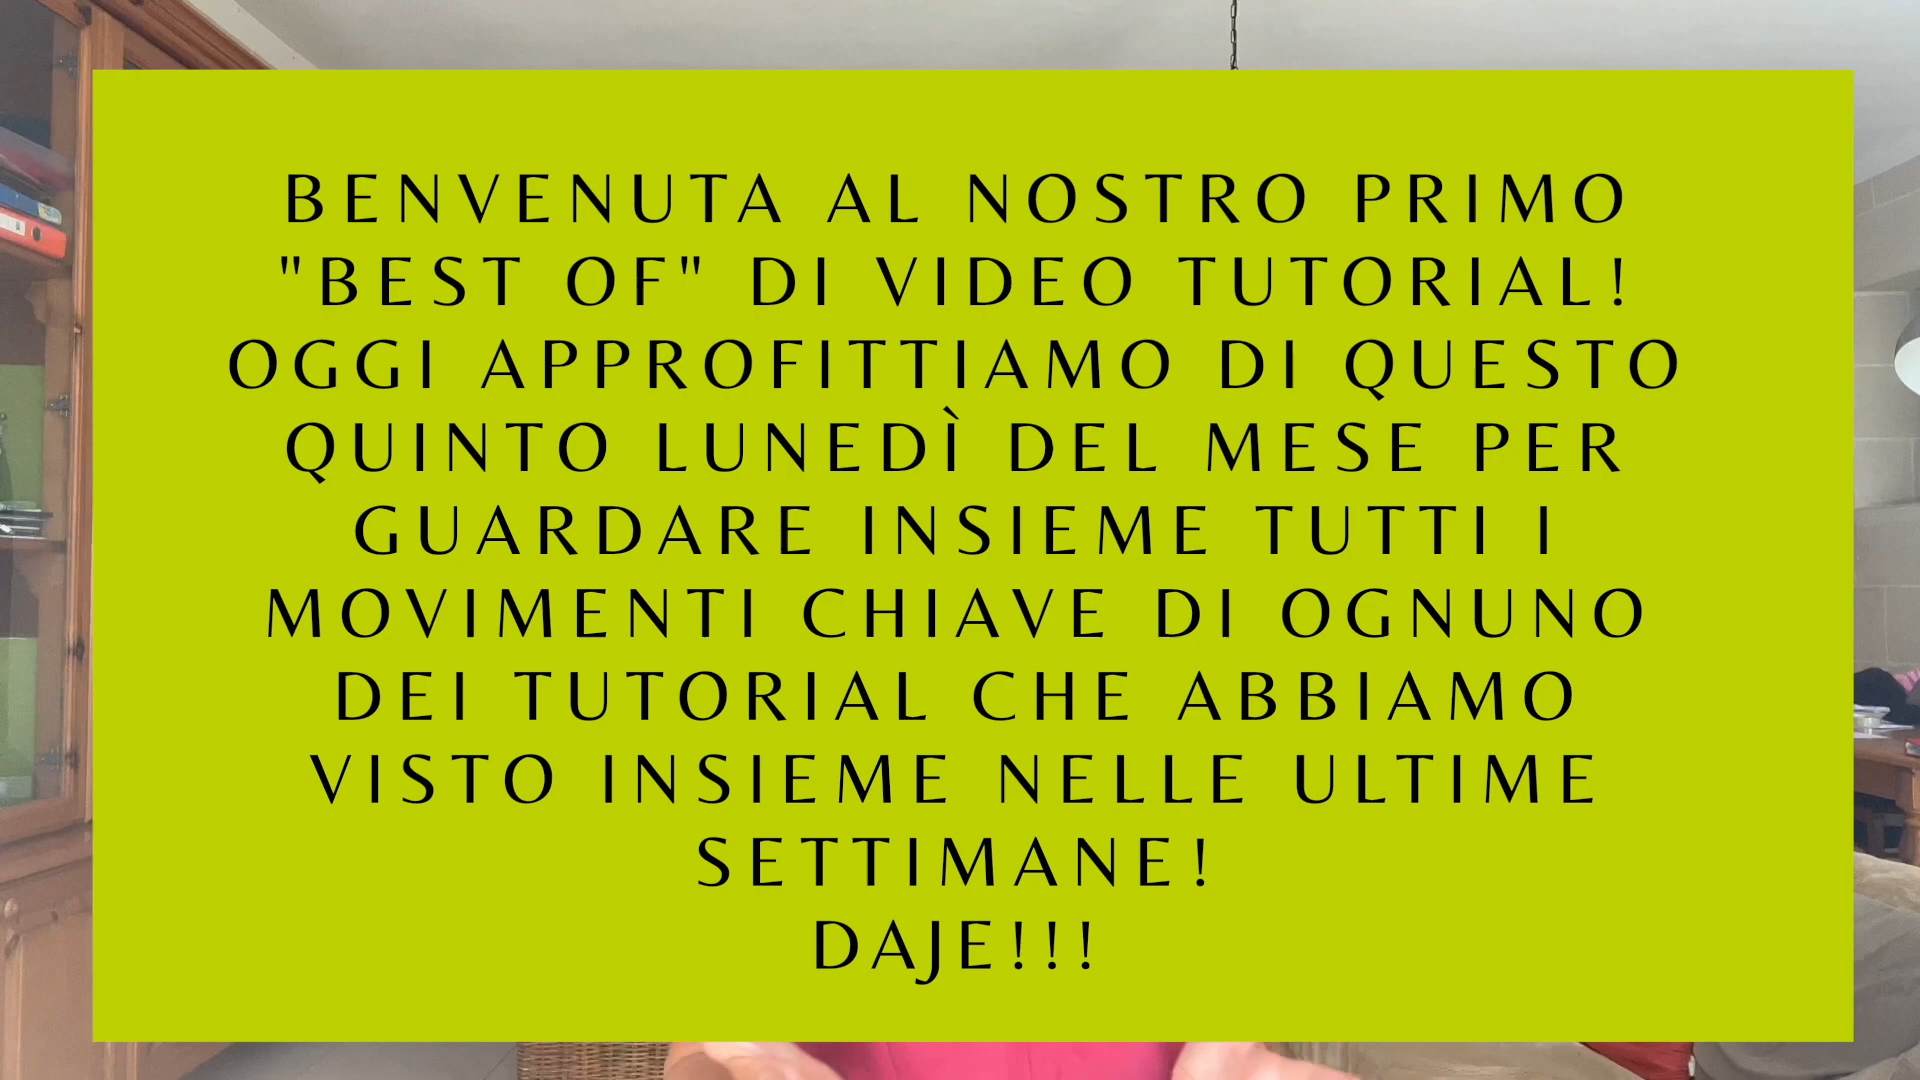 BENVENUTA AL NOSTRO PRIMO
"BEST OF" DI VIDEO TUTORIAL!
OGGI APPROFITTIAMO DI QUESTO
QUINTO LUNEDÌ DEL MESE PER
GUARDARE INSIEME TUTTI I
MOVIMENTI CHIAVE DI OGNUNO
DEI TUTORIAL CHE ABBIAMO
VISTO INSIEME NELLE ULTIME
SETTIMANE!
DAJE!!!